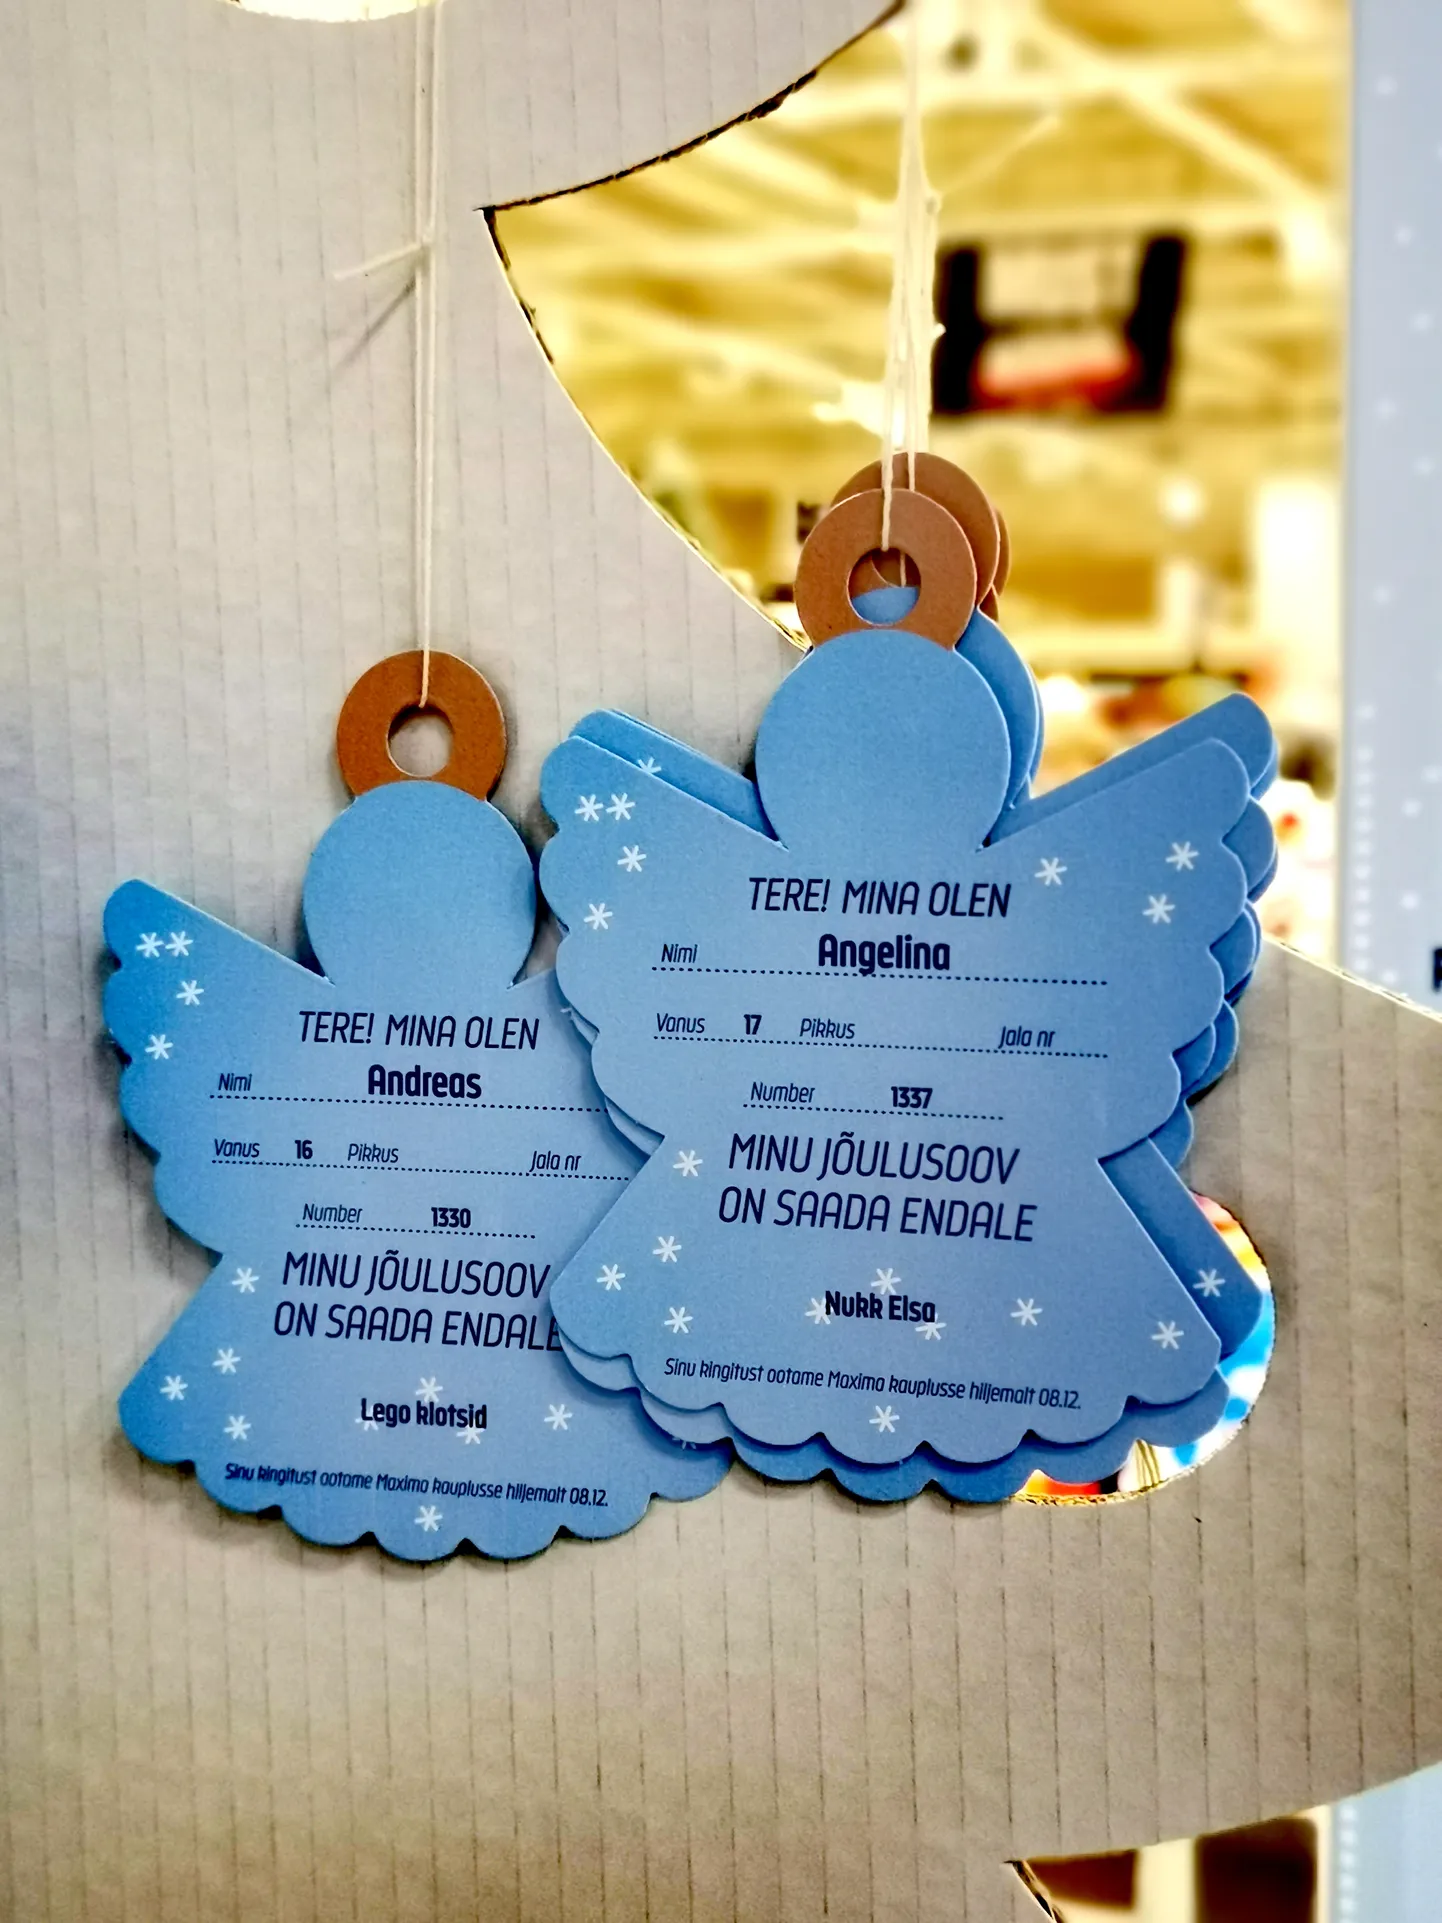 TERE! MINA OLEN
Nimi Andreas
Vanus 16 Pikkus Jala nr
Number 1330
MINU JÕULUSOOV
ON SAADA ENDALE
Lego klotsid
Sinu kingitust ootame Maxima kauplusse hiljemalt 08.12.
TERE! MINA OLEN
Nimi Angelina
Vanus 17 Pikkus Jala nr
Number 1337
MINU JÕULUSOOV
ON SAADA ENDALE
Nukk Elsa
Sinu kingitust ootame Maxima kauplusse hiljemalt 08.12.